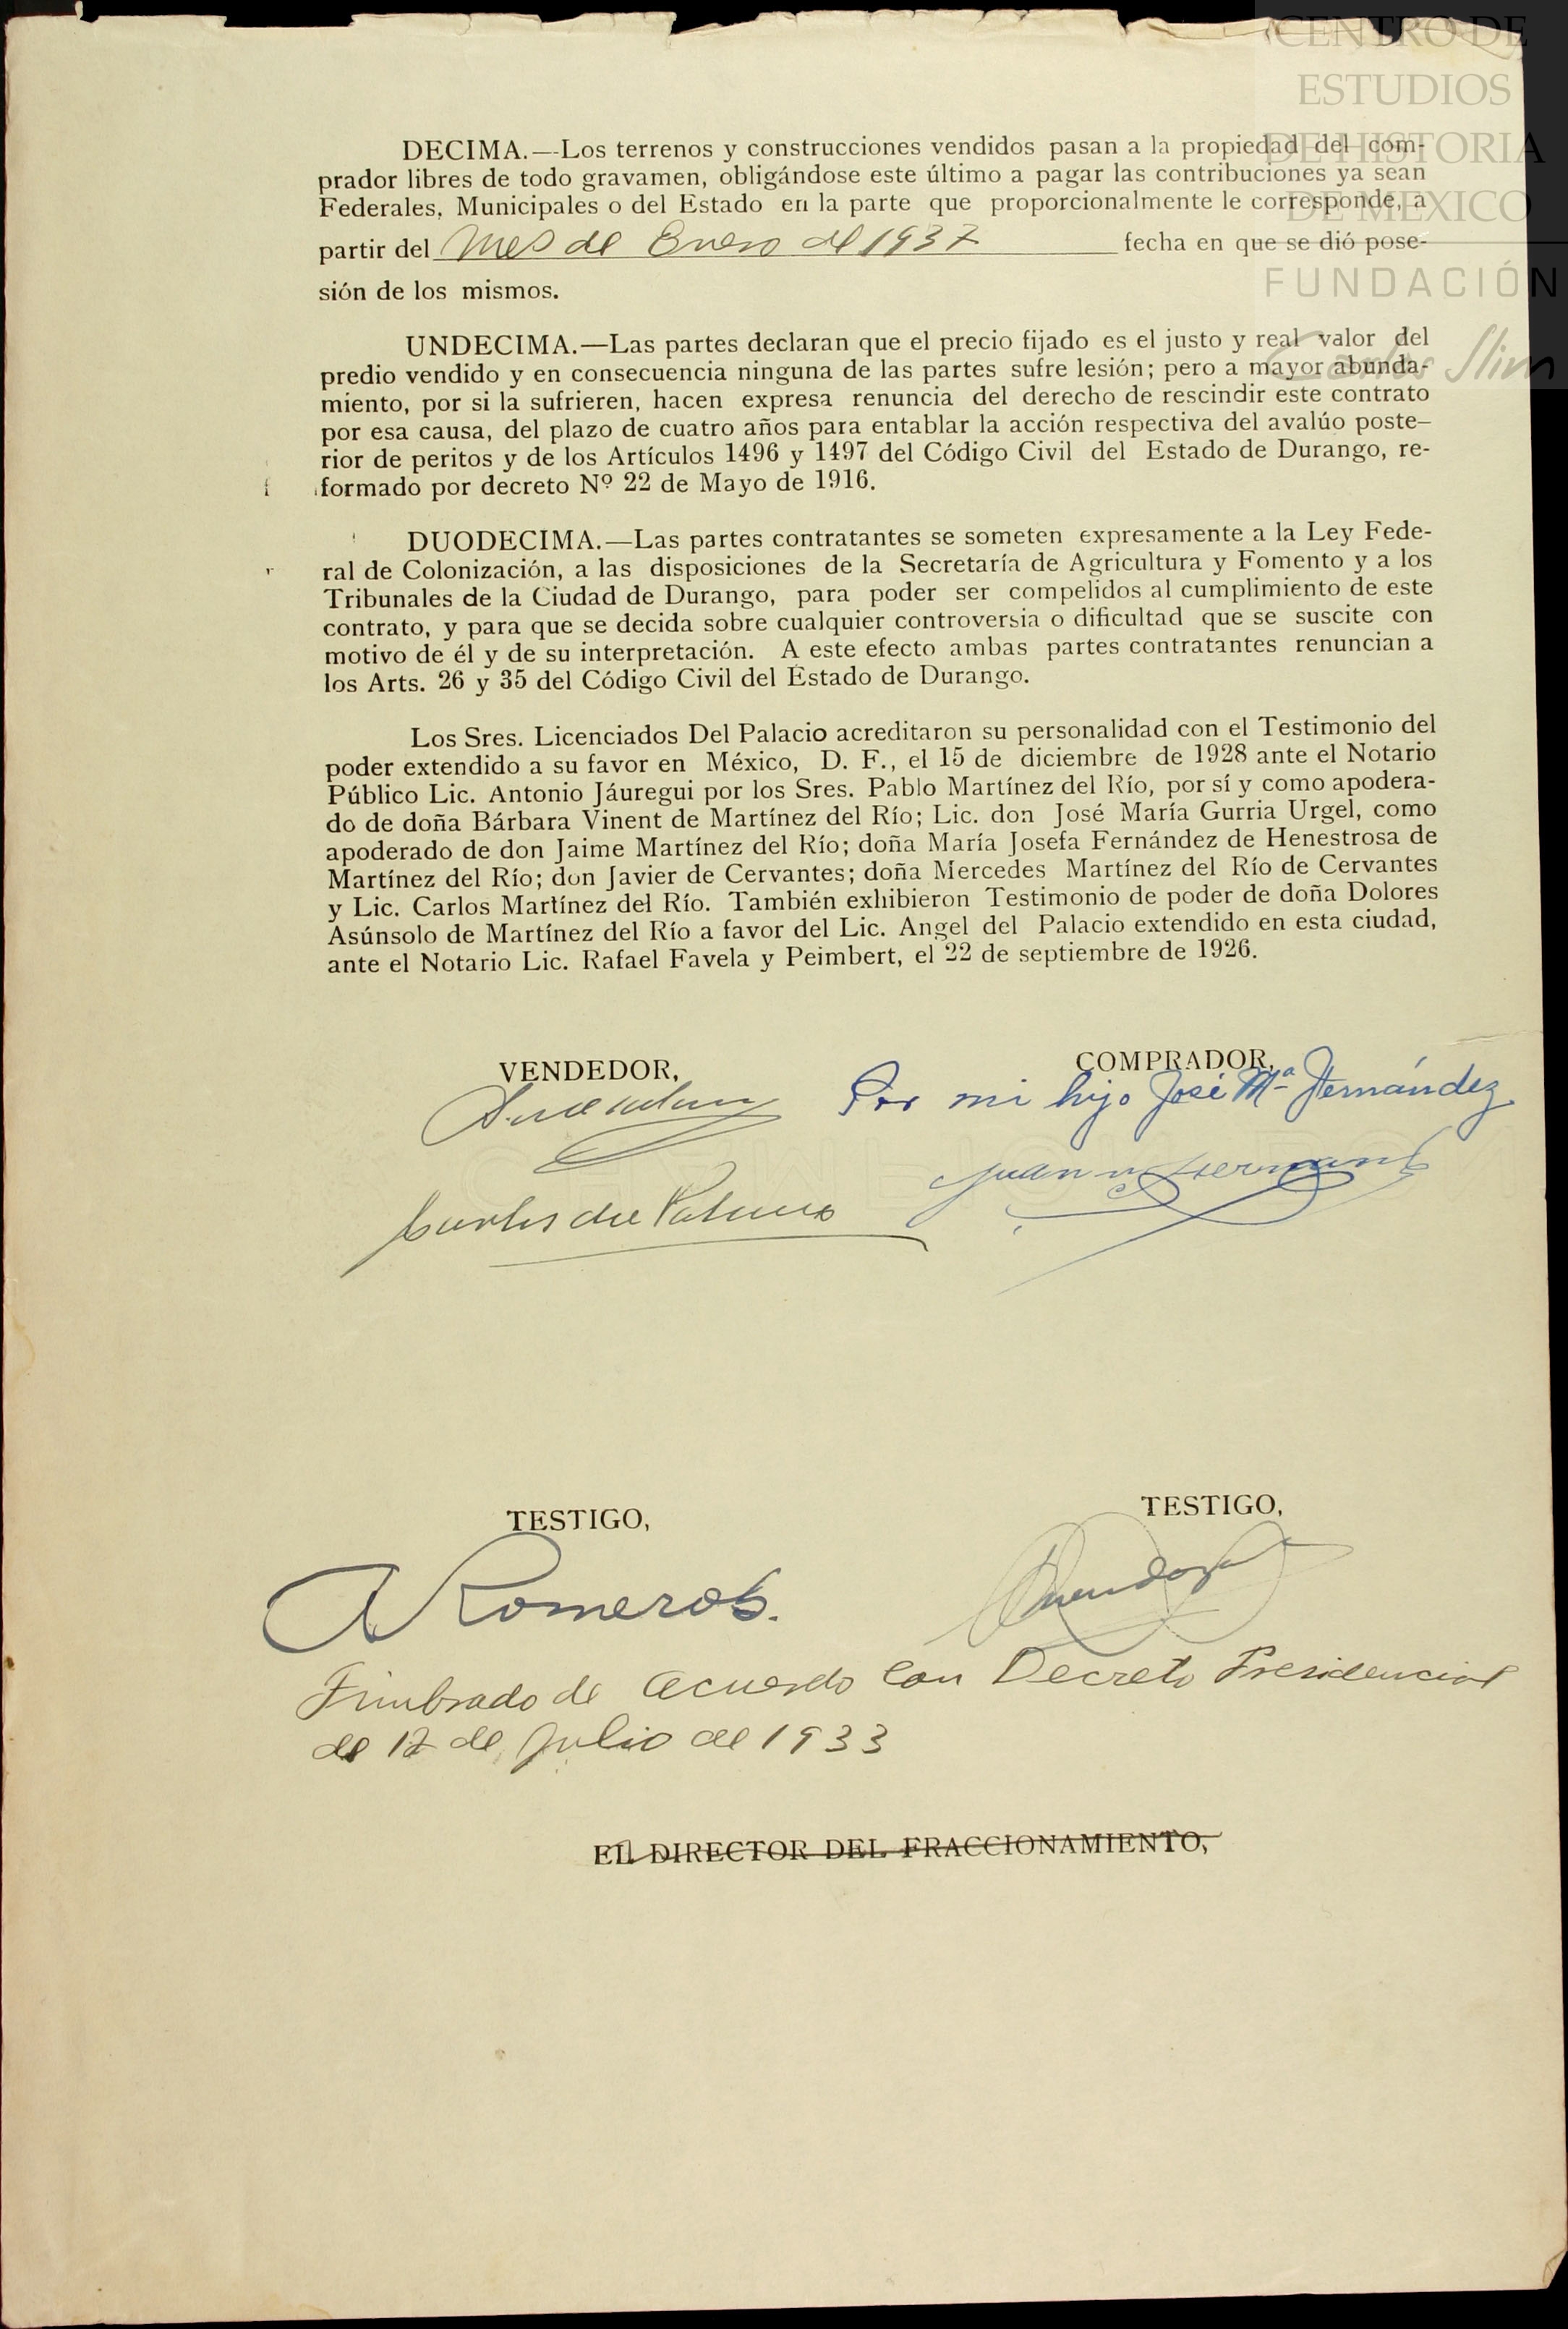 CENTRO DE
ESTUDIOS
DE HISTORIA
DE MEXICO
FUNDACIÓN
Carlos Slim
DECIMA.—Los terrenos y construcciones vendidos pasan a la propiedad del com-
prador libres de todo gravamen, obligándose este último a pagar las contribuciones ya sean
Federales, Municipales o del Estado en la parte que proporcionalmente le corresponde, a
partir del mes de Enero del 1937 fecha en que se dió pose-
sión de los mismos.
UNDECIMA.—Las partes declaran que el precio fijado es el justo y real valor del
predio vendido y en consecuencia ninguna de las partes sufre lesión; pero a mayor abunda-
miento, por si la sufrieren, hacen expresa renuncia del derecho de rescindir este contrato
por esa causa, del plazo de cuatro años para entablar la acción respectiva del avalúo poste-
rior de peritos y de los Artículos 1496 y 1497 del Código Civil del Estado de Durango, re-
formado por decreto Nº 22 de Mayo de 1916.
DUODECIMA.—Las partes contratantes se someten expresamente a la Ley Fede-
ral de Colonización, a las disposiciones de la Secretaría de Agricultura y Fomento y a los
Tribunales de la Ciudad de Durango, para poder ser compelidos al cumplimiento de este
contrato, y para que se decida sobre cualquier controversia o dificultad que se suscite con
motivo de él y de su interpretación. A este efecto ambas partes contratantes renuncian a
los Arts. 26 y 35 del Código Civil del Estado de Durango.
Los Sres. Licenciados Del Palacio acreditaron su personalidad con el Testimonio del
poder extendido a su favor en México, D. F., el 15 de diciembre de 1928 ante el Notario
Público Lic. Antonio Jáuregui por los Sres. Pablo Martínez del Río, por sí y como apodera-
do de doña Bárbara Vinent de Martínez del Río; Lic. don José María Gurria Urgel, como
apoderado de don Jaime Martínez del Río; doña María Josefa Fernández de Henestrosa de
Martínez del Río; don Javier de Cervantes; doña Mercedes Martínez del Río de Cervantes
y Lic. Carlos Martínez del Río. También exhibieron Testimonio de poder de doña Dolores
Asúnsolo de Martínez del Río a favor del Lic. Angel del Palacio extendido en esta ciudad,
ante el Notario Lic. Rafael Favela y Peimbert, el 22 de septiembre de 1926.
VENDEDOR,
COMPRADOR,
Por mi hijo José Mª Hernández
Carlos del Palacio
Juan Hernández
TESTIGO,
TESTIGO,
A Romero
Timbrado de acuerdo con Decreto Presidencial
de 12 de Julio de 1933
EL DIRECTOR DEL FRACCIONAMIENTO,